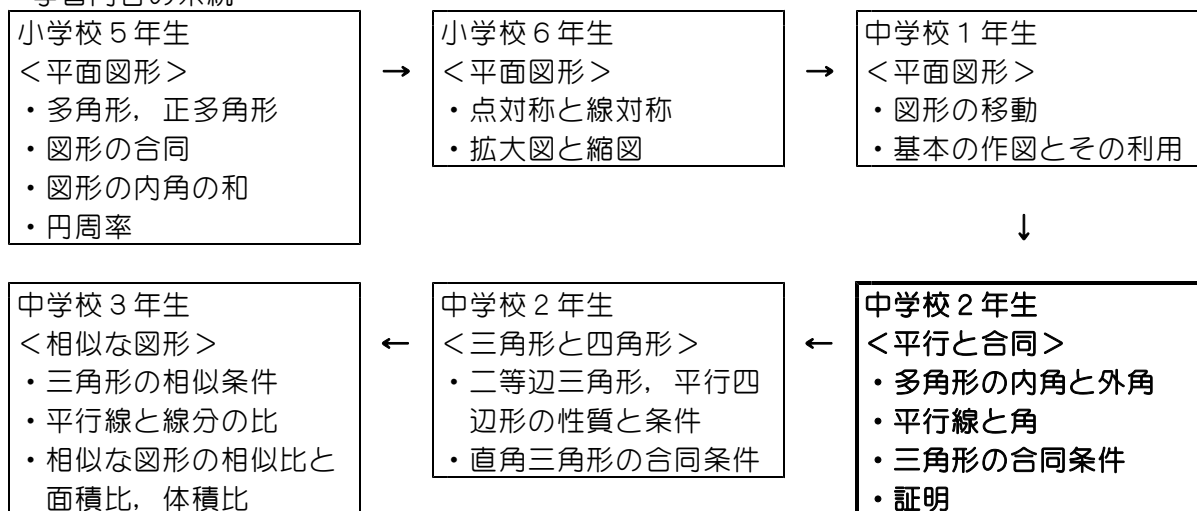 小学校５年生
＜平面図形＞
・多角形，正多角形
・図形の合同
・図形の内角の和
・円周率
→
小学校６年生
＜平面図形＞
・点対称と線対称
・拡大図と縮図
→
中学校１年生
＜平面図形＞
・図形の移動
・基本の作図とその利用
↓
中学校２年生
＜平行と合同＞
・多角形の内角と外角
・平行線と角
・三角形の合同条件
・証明
←
中学校２年生
＜三角形と四角形＞
・二等辺三角形，平行四
辺形の性質と条件
・直角三角形の合同条件
←
中学校３年生
＜相似な図形＞
・三角形の相似条件
・平行線と線分の比
・相似な図形の相似比と
面積比，体積比